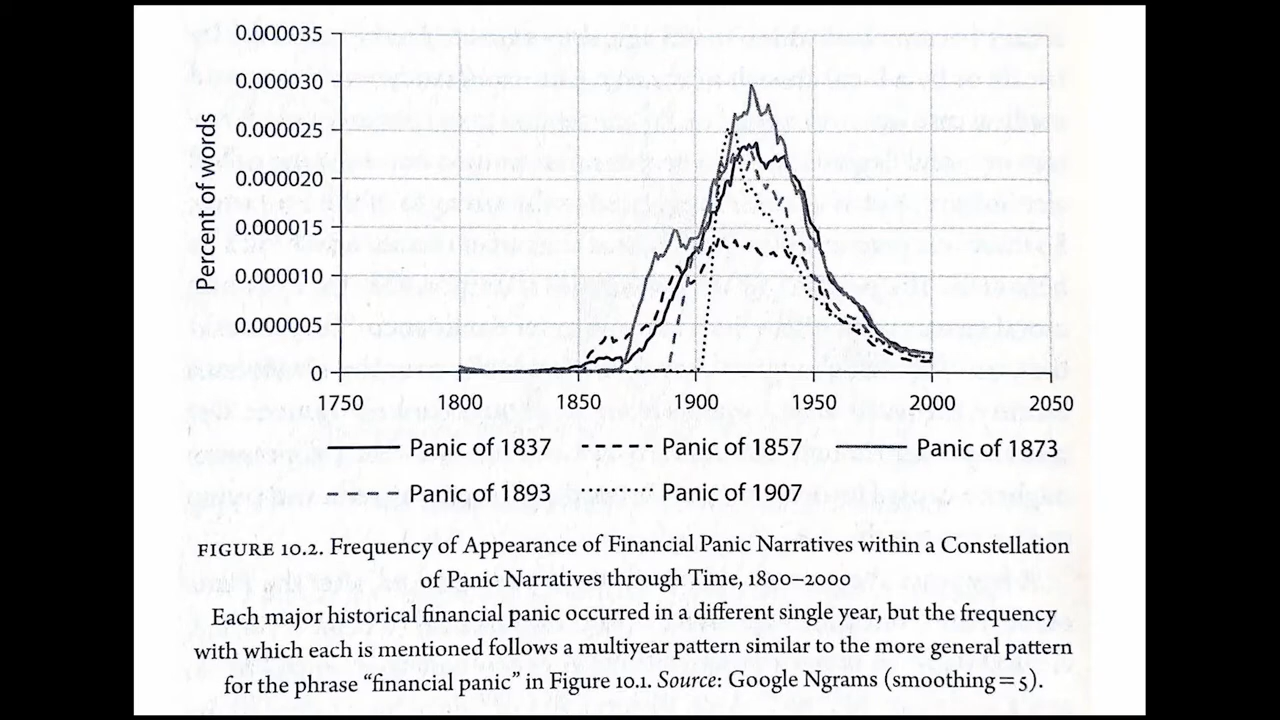 0.000035
0.000030
0.000025
0.000020
0.000015
0.000010
0.000005
0
Percent of words
1750 1800 1850 1900 1950 2000 2050
Panic of 1837 Panic of 1857 Panic of 1873
Panic of 1893 Panic of 1907
FIGURE 10.2. Frequency of Appearance of Financial Panic Narratives within a Constellation
of Panic Narratives through Time, 1800–2000
Each major historical financial panic occurred in a different single year, but the frequency
with which each is mentioned follows a multiyear pattern similar to the more general pattern
for the phrase “financial panic” in Figure 10.1. Source: Google Ngrams (smoothing=5).